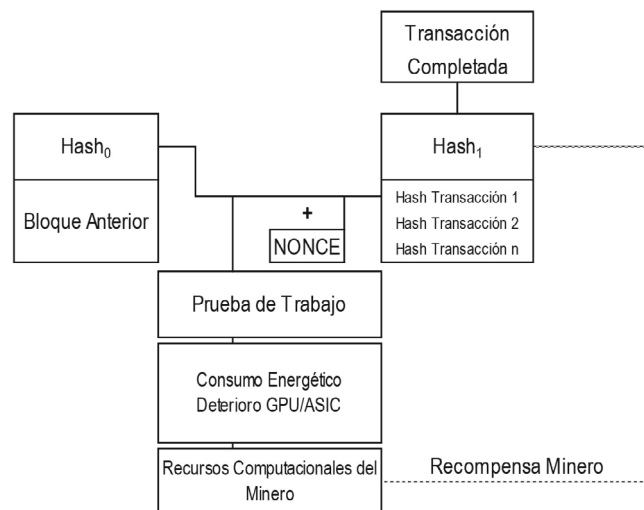 Transacción
Completada
Hash₀
Bloque Anterior
Hash₁
Hash Transacción 1
Hash Transacción 2
Hash Transacción n
+
NONCE
Prueba de Trabajo
Consumo Energético
Deterioro GPU/ASIC
Recursos Computacionales del
Minero
Recompensa Minero